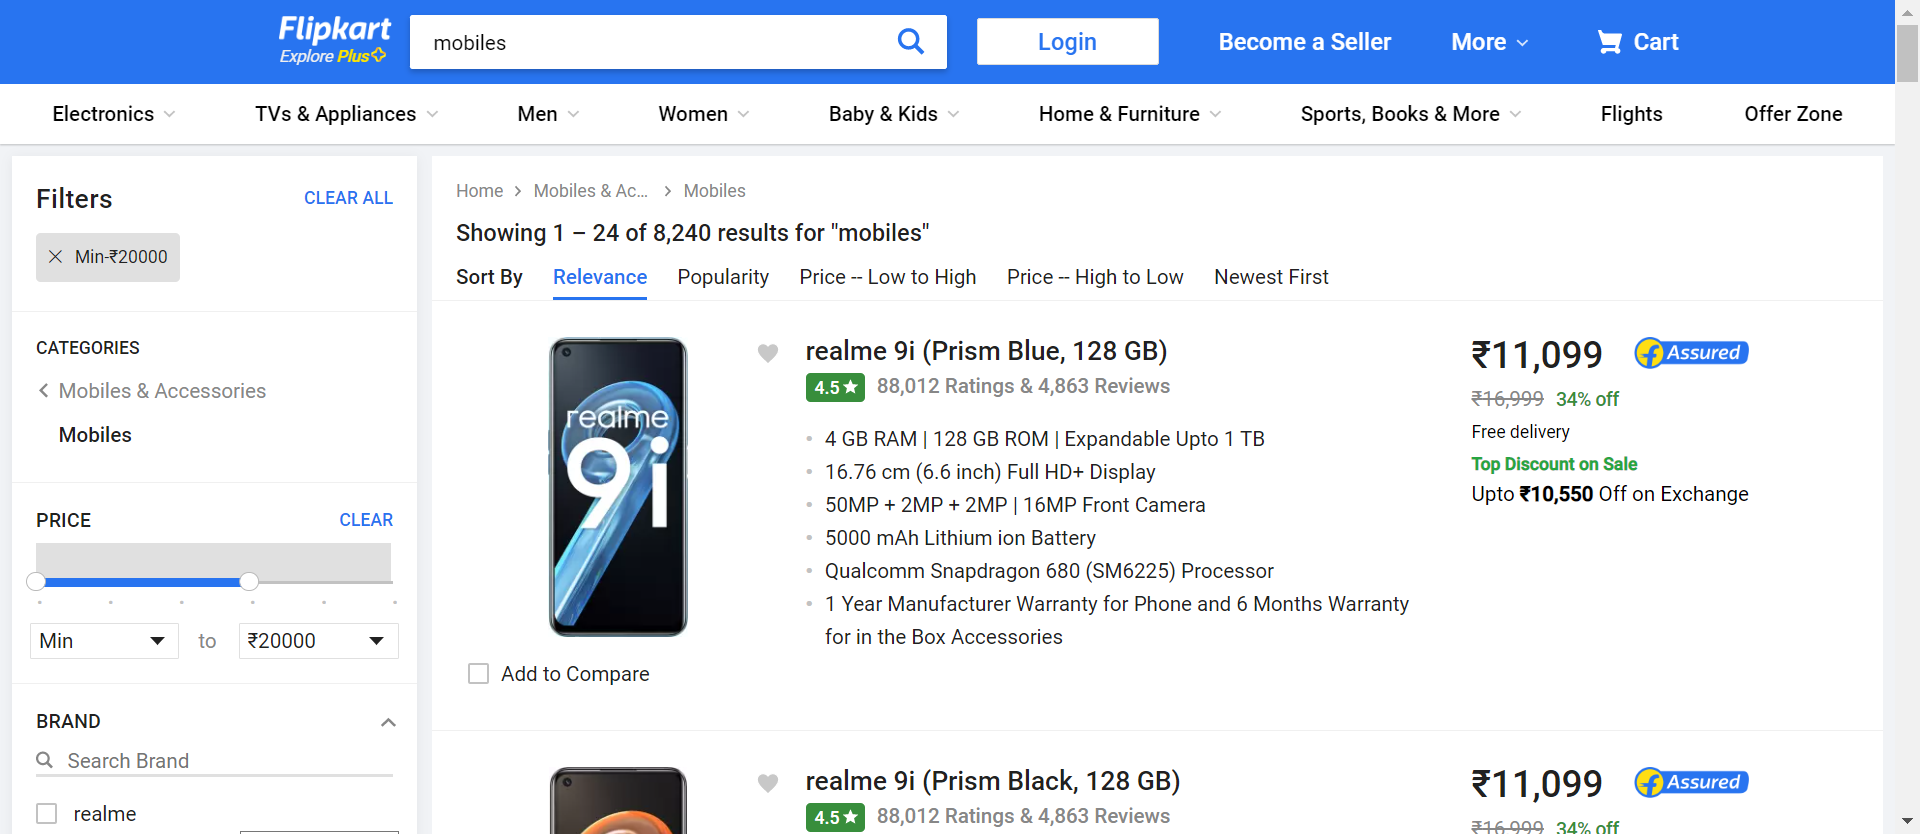 Flipkart
Explore Plus
mobiles
Login
Become a Seller
More
Cart
Electronics
TVs & Appliances
Men
Women
Baby & Kids
Home & Furniture
Sports, Books & More
Flights
Offer Zone
Filters
CLEAR ALL
Min-₹20000
CATEGORIES
Mobiles & Accessories
Mobiles
PRICE
CLEAR
Min
to
₹20000
BRAND
Search Brand
realme
Home
Mobiles & Ac...
Mobiles
Showing 1 – 24 of 8,240 results for "mobiles"
Sort By
Relevance
Popularity
Price -- Low to High
Price -- High to Low
Newest First
realme
9i
Add to Compare
realme 9i (Prism Blue, 128 GB)
4.5
88,012 Ratings & 4,863 Reviews
4 GB RAM | 128 GB ROM | Expandable Upto 1 TB
16.76 cm (6.6 inch) Full HD+ Display
50MP + 2MP + 2MP | 16MP Front Camera
5000 mAh Lithium ion Battery
Qualcomm Snapdragon 680 (SM6225) Processor
1 Year Manufacturer Warranty for Phone and 6 Months Warranty
for in the Box Accessories
₹11,099
Assured
₹16,999 34% off
Free delivery
Top Discount on Sale
Upto ₹10,550 Off on Exchange
realme 9i (Prism Black, 128 GB)
4.5
88,012 Ratings & 4,863 Reviews
₹11,099
Assured
₹16,999 34% off